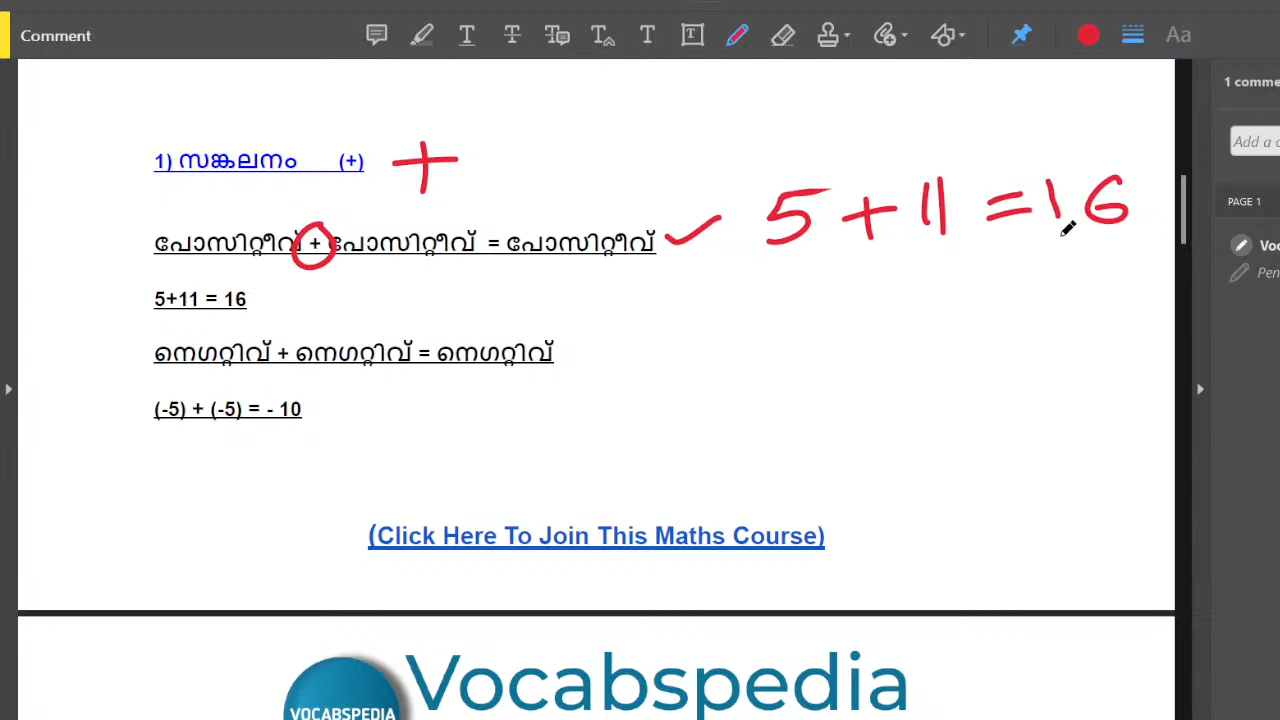 Comment
Aa
1 comme
Add a c
PAGE 1
Voc
Pen
1) സങ്കലനം (+)
+
പോസിറ്റീവ് + പോസിറ്റീവ് = പോസിറ്റീവ്
5 + 11 = 16
5+11 = 16
നെഗറ്റിവ് + നെഗറ്റിവ് = നെഗറ്റിവ്
(-5) + (-5) = - 10
(Click Here To Join This Maths Course)
Vocabspedia
VOCABSPEDIA